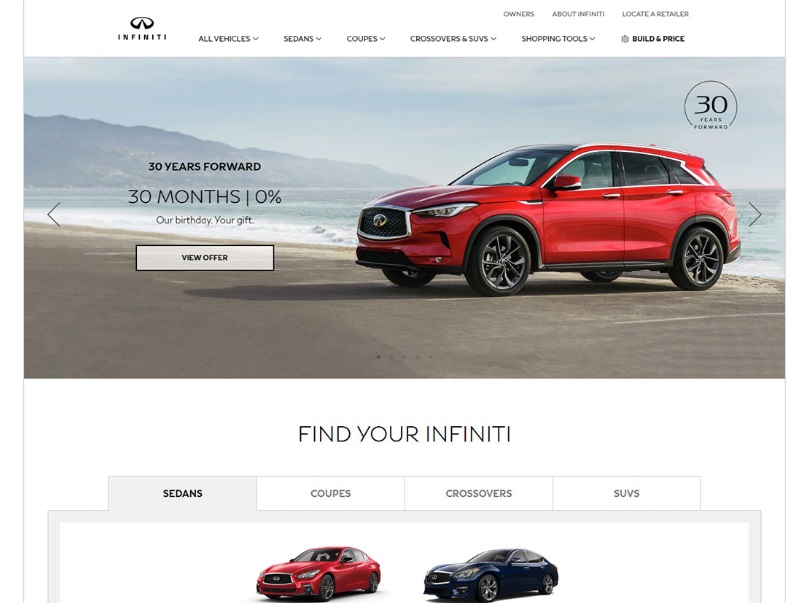 OWNERS ABOUT INFINITI LOCATE A RETAILER
INFINITI
ALL VEHICLES SEDANS COUPES CROSSOVERS & SUVS SHOPPING TOOLS BUILD & PRICE
30
YEARS
FORWARD
30 YEARS FORWARD
30 MONTHS | 0%
Our birthday. Your gift.
VIEW OFFER
FIND YOUR INFINITI
SEDANS COUPES CROSSOVERS SUVS